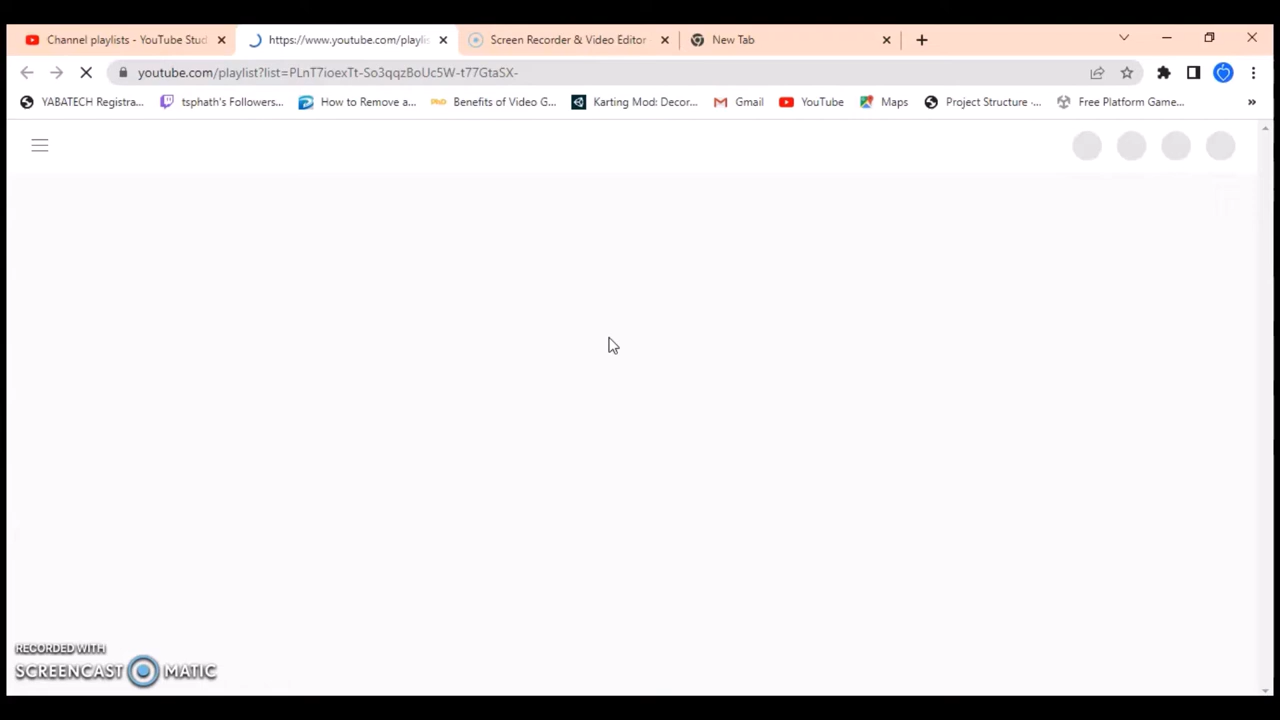 Channel playlists - YouTube Stud
https://www.youtube.com/playlis
Screen Recorder & Video Editor
New Tab
youtube.com/playlist?list=PLnT7ioexTt-So3qqzBoUc5W-t77GtaSX-
YABATECH Registra...
tsphath's Followers...
How to Remove a...
Benefits of Video G...
Karting Mod: Decor...
Gmail
YouTube
Maps
Project Structure -...
Free Platform Game...
RECORDED WITH
SCREENCAST MATIC